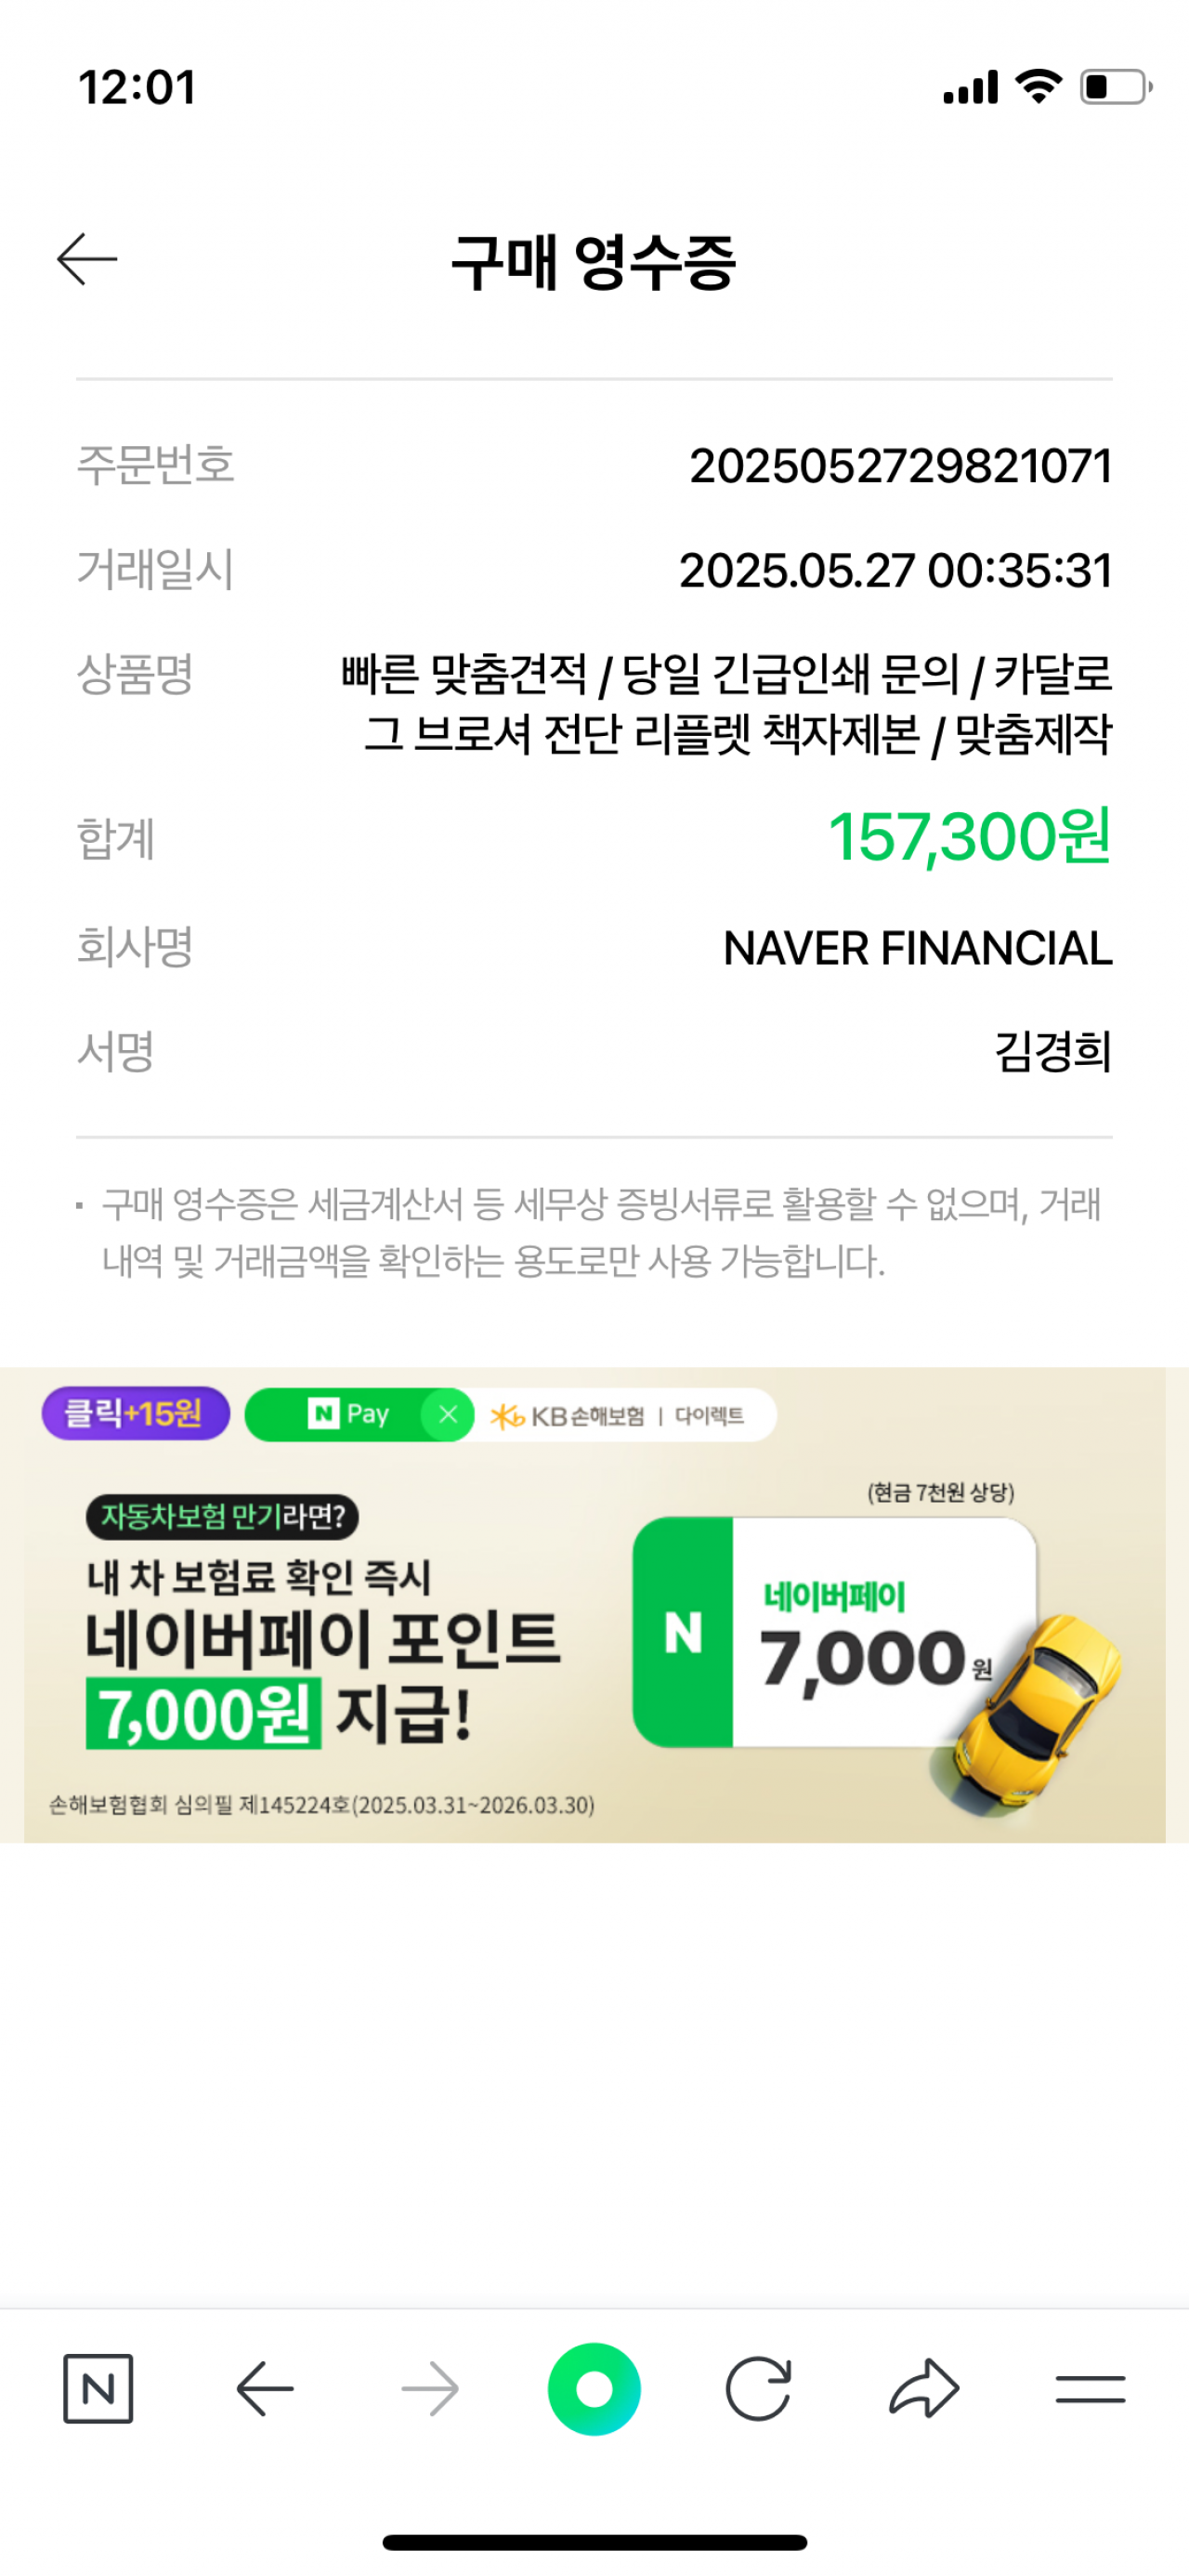 12:01
구매 영수증
주문번호 2025052729821071
거래일시 2025.05.27 00:35:31
상품명 빠른 맞춤견적 / 당일 긴급인쇄 문의 / 카달로
그 브로셔 전단 리플렛 책자제본 / 맞춤제작
합계 157,300원
회사명 NAVER FINANCIAL
서명 김경희
· 구매 영수증은 세금계산서 등 세무상 증빙서류로 활용할 수 없으며, 거래
내역 및 거래금액을 확인하는 용도로만 사용 가능합니다.
클릭+15원 N Pay × KB손해보험 | 다이렉트
(현금 7천원 상당)
자동차보험 만기라면?
내 차 보험료 확인 즉시
네이버페이 포인트
7,000원 지급!
N
네이버페이
7,000원
손해보험협회 심의필 제145224호(2025.03.31~2026.03.30)
N